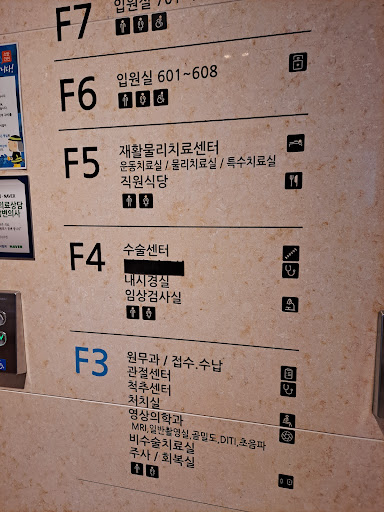 F7
입원실 701
F6
입원실 601~608
F5
재활물리치료센터
운동치료실 / 물리치료실 / 특수치료실
직원식당
F4
수술센터
내시경실
임상검사실
F3
원무과 / 접수.수납
관절센터
척추센터
처치실
영상의학과
MRI,일반촬영실,골밀도,DITI,초음파
비수술치료실
주사 / 회복실
NAVER